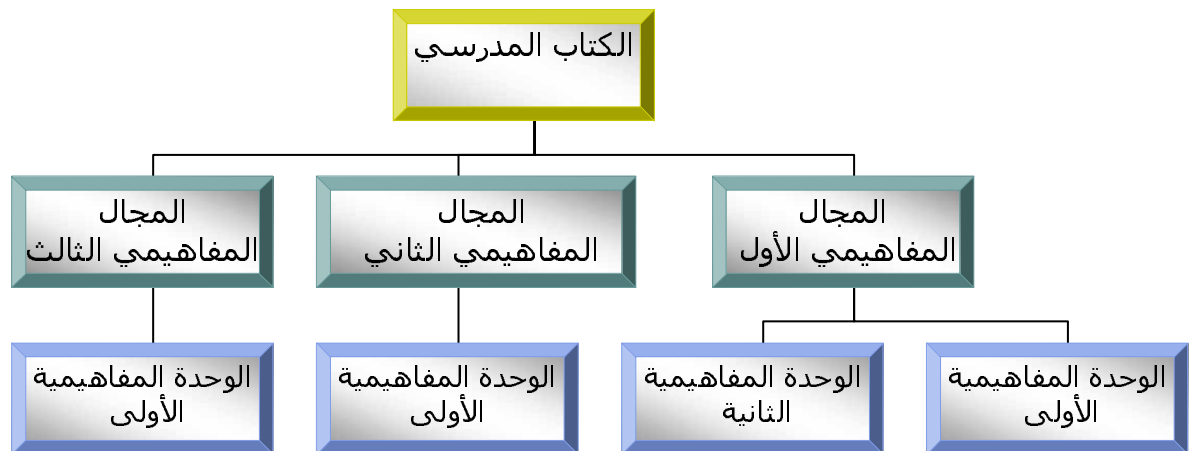 الكتاب المدرسي
المجال
المفاهيمي الأول
المجال
المفاهيمي الثاني
المجال
المفاهيمي الثالث
الوحدة المفاهيمية
الأولى
الوحدة المفاهيمية
الثانية
الوحدة المفاهيمية
الأولى
الوحدة المفاهيمية
الأولى